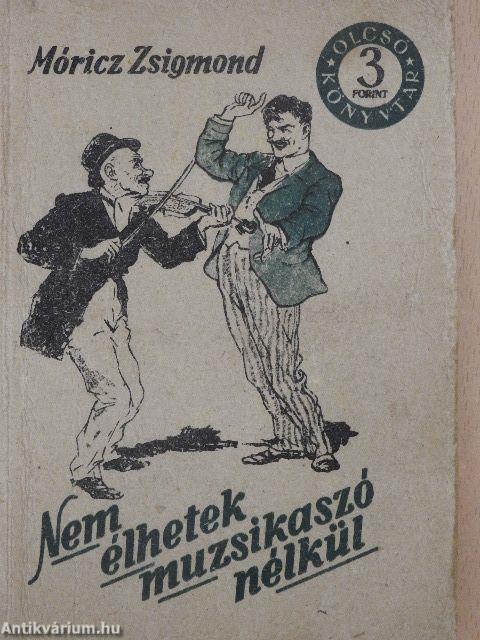 Móricz Zsigmond
OLCSÓ
3
FORINT
KÖNYVTÁR
Nem
élhetek
muzsikaszó
nélkül
Antikvárium.hu